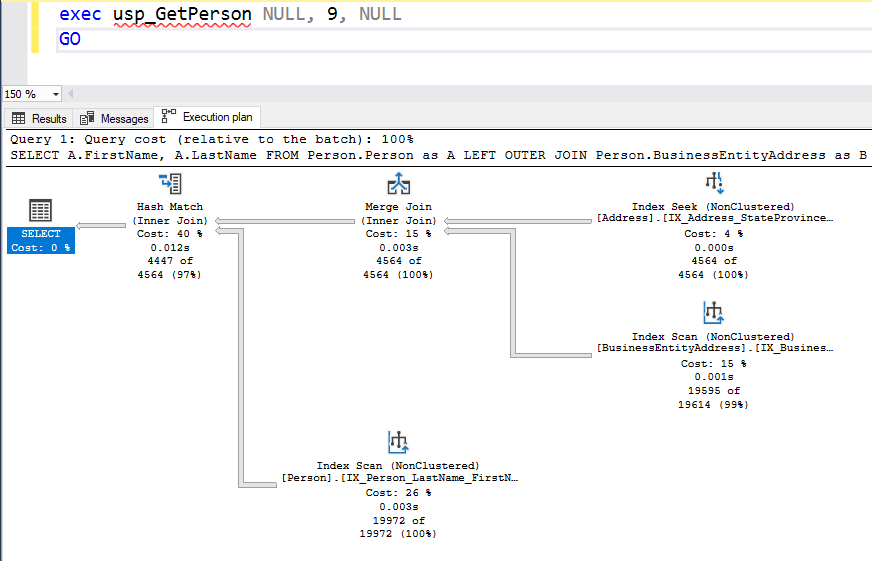 exec usp_GetPerson NULL, 9, NULL
GO
150 %
Results Messages Execution plan
Query 1: Query cost (relative to the batch): 100%
SELECT A.FirstName, A.LastName FROM Person.Person as A LEFT OUTER JOIN Person.BusinessEntityAddress as B
SELECT
Cost: 0 %
Hash Match
(Inner Join)
Cost: 40 %
0.012s
4447 of
4564 (97%)
Merge Join
(Inner Join)
Cost: 15 %
0.003s
4564 of
4564 (100%)
Index Seek (NonClustered)
[Address].[IX_Address_StateProvince…
Cost: 4 %
0.000s
4564 of
4564 (100%)
Index Scan (NonClustered)
[BusinessEntityAddress].[IX_Busines…
Cost: 15 %
0.001s
19595 of
19614 (99%)
Index Scan (NonClustered)
[Person].[IX_Person_LastName_FirstN…
Cost: 26 %
0.003s
19972 of
19972 (100%)